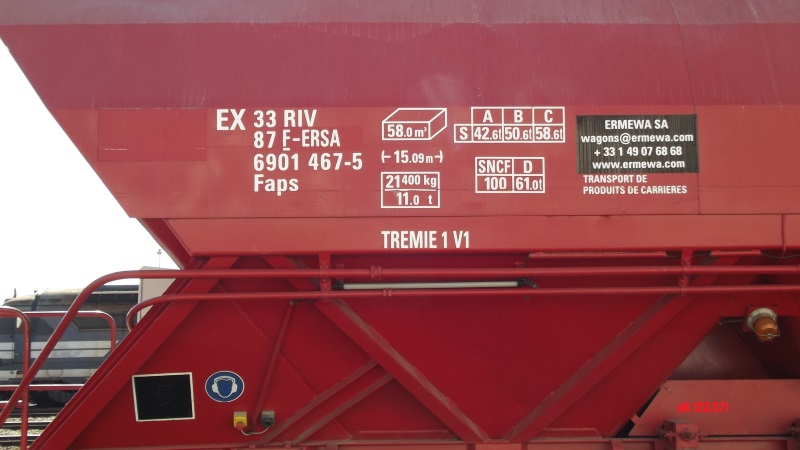 EX 33 RIV
87 F-ERSA
6901 467-5
Faps
58.0 m³
15.09 m
21400 kg
11.0 t
A B C
S 42.6t 50.6t 58.6t
SNCF D
100 61.0t
ERMEWA SA
wagons@ermewa.com
+ 33 1 49 07 68 68
www.ermewa.com
TRANSPORT DE
PRODUITS DE CARRIERES
TREMIE 1 V1